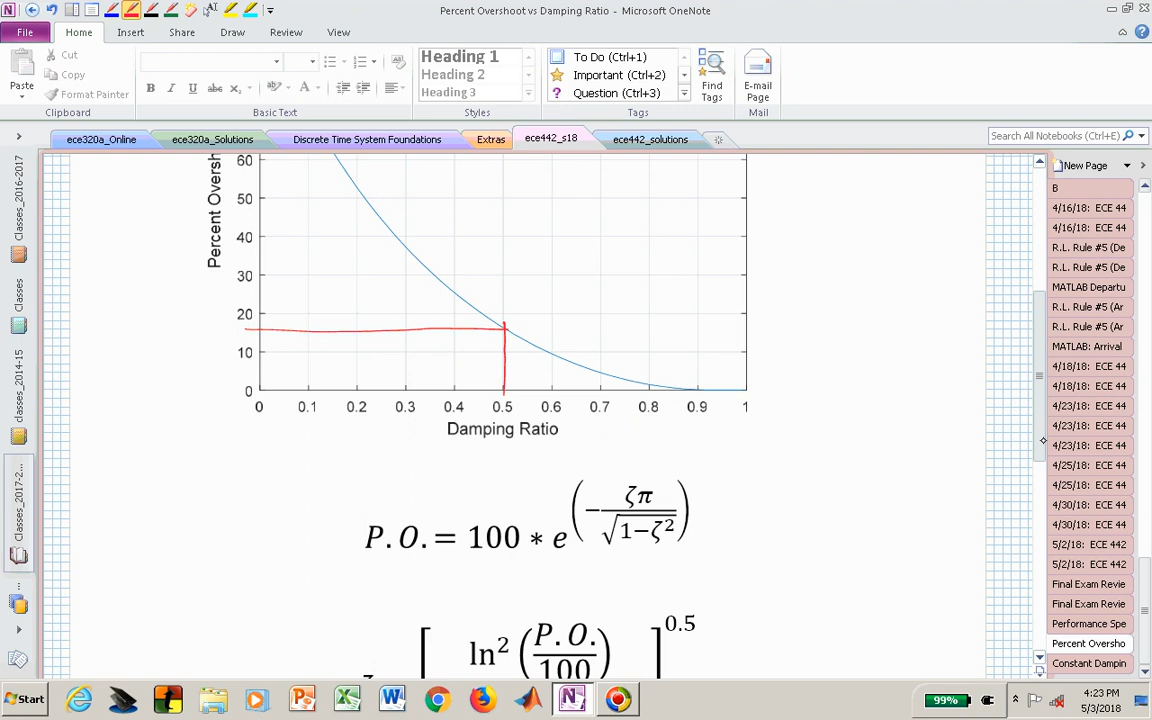 Percent Overshoot vs Damping Ratio - Microsoft OneNote
File Home Insert Share Draw Review View
Cut
Copy
Format Painter
Paste
Clipboard
B I U abc X₂ A
Basic Text
Heading 1
Heading 2
Heading 3
Styles
To Do (Ctrl+1)
Important (Ctrl+2)
Question (Ctrl+3)
Tags
Find Tags
E-mail Page
Mail
ece320a_Online ece320a_Solutions Discrete Time System Foundations Extras ece442_s18 ece442_solutions
Search All Notebooks (Ctrl+E)
Classes_2016-2017
Classes
classes_2014-15
Classes_2017-2...
New Page
B
4/16/18: ECE 44
4/16/18: ECE 44
R.L. Rule #5 (De
R.L. Rule #5 (De
MATLAB Departu
R.L. Rule #5 (Ar
R.L. Rule #5 (Ar
MATLAB: Arrival
4/18/18: ECE 44
4/18/18: ECE 44
4/23/18: ECE 44
4/23/18: ECE 44
4/23/18: ECE 44
4/25/18: ECE 44
4/25/18: ECE 44
4/30/18: ECE 44
4/30/18: ECE 44
5/2/18: ECE 442
5/2/18: ECE 442
Final Exam Revie
Final Exam Revie
Performance Spe
Percent Oversho
Constant Dampin
Percent Oversh
60
50
40
30
20
10
0
0 0.1 0.2 0.3 0.4 0.5 0.6 0.7 0.8 0.9 1
Damping Ratio
P.O.= 100 * e^(−ζπ/√(1−ζ²))
[ ln² (P.O./100) ]^0.5
Start
99%
4:23 PM
5/3/2018